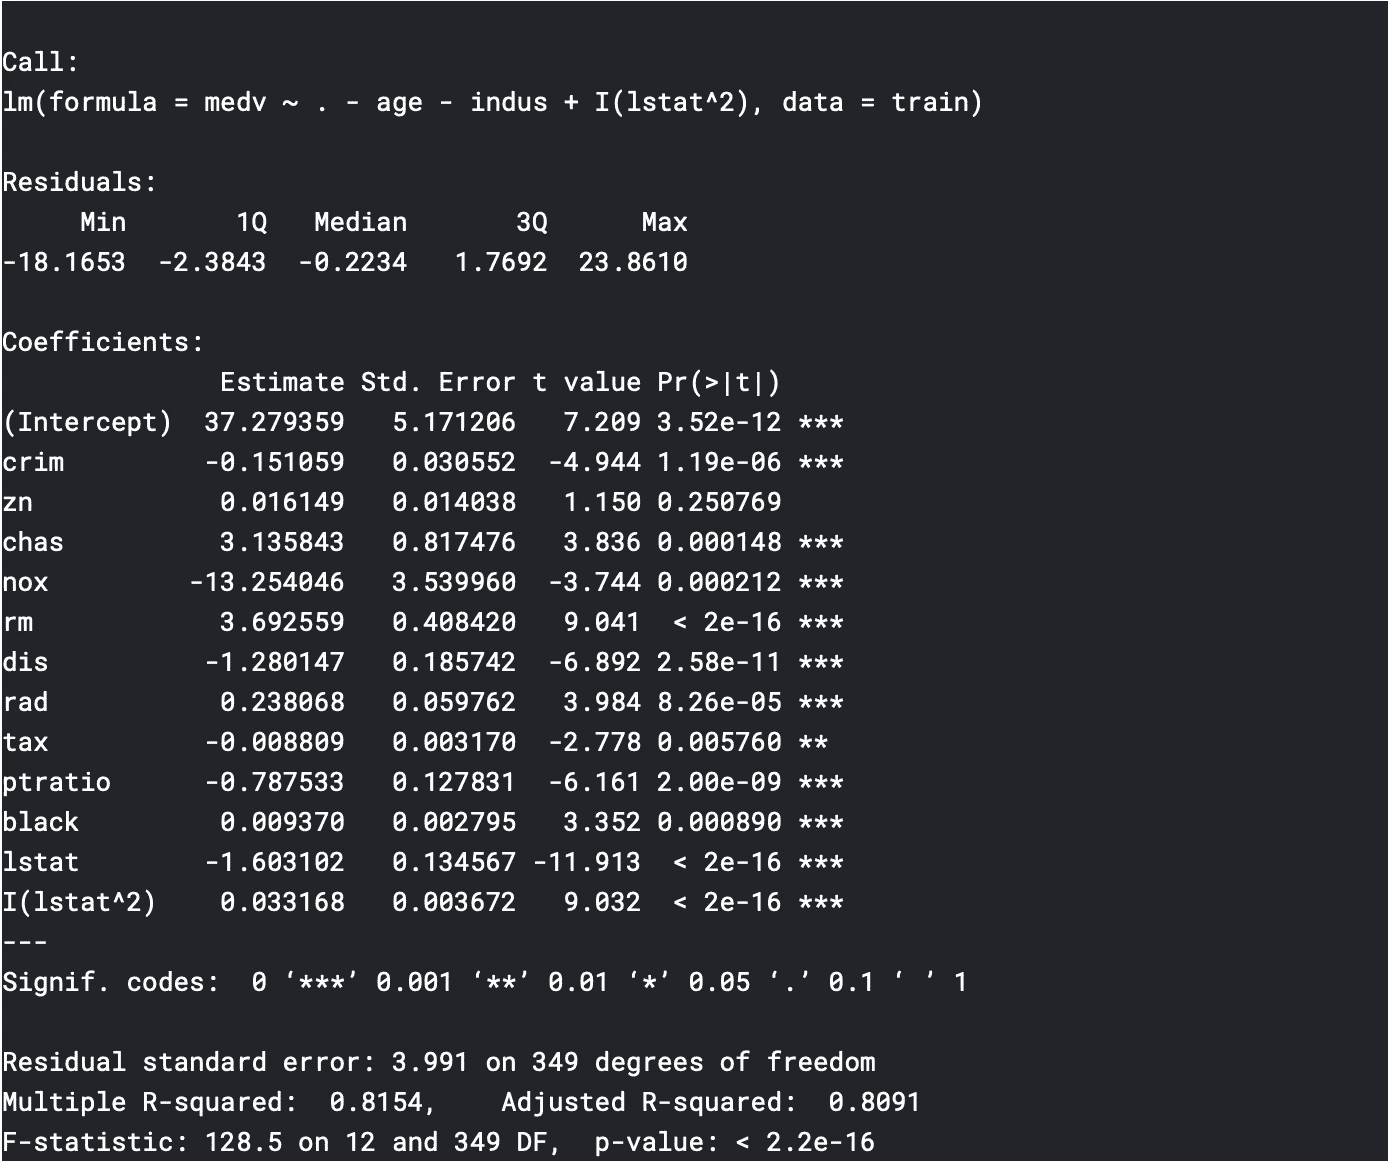 Call:
lm(formula = medv ~ . - age - indus + I(lstat^2), data = train)
Residuals:
     Min       1Q   Median       3Q      Max
-18.1653  -2.3843  -0.2234   1.7692  23.8610
Coefficients:
              Estimate Std. Error t value Pr(>|t|)
(Intercept)  37.279359   5.171206   7.209 3.52e-12 ***
crim         -0.151059   0.030552  -4.944 1.19e-06 ***
zn            0.016149   0.014038   1.150 0.250769
chas          3.135843   0.817476   3.836 0.000148 ***
nox         -13.254046   3.539960  -3.744 0.000212 ***
rm            3.692559   0.408420   9.041  < 2e-16 ***
dis          -1.280147   0.185742  -6.892 2.58e-11 ***
rad           0.238068   0.059762   3.984 8.26e-05 ***
tax          -0.008809   0.003170  -2.778 0.005760 **
ptratio      -0.787533   0.127831  -6.161 2.00e-09 ***
black         0.009370   0.002795   3.352 0.000890 ***
lstat        -1.603102   0.134567 -11.913  < 2e-16 ***
I(lstat^2)    0.033168   0.003672   9.032  < 2e-16 ***
---
Signif. codes:  0 ‘***’ 0.001 ‘**’ 0.01 ‘*’ 0.05 ‘.’ 0.1 ‘ ’ 1
Residual standard error: 3.991 on 349 degrees of freedom
Multiple R-squared:  0.8154,    Adjusted R-squared:  0.8091
F-statistic: 128.5 on 12 and 349 DF,  p-value: < 2.2e-16